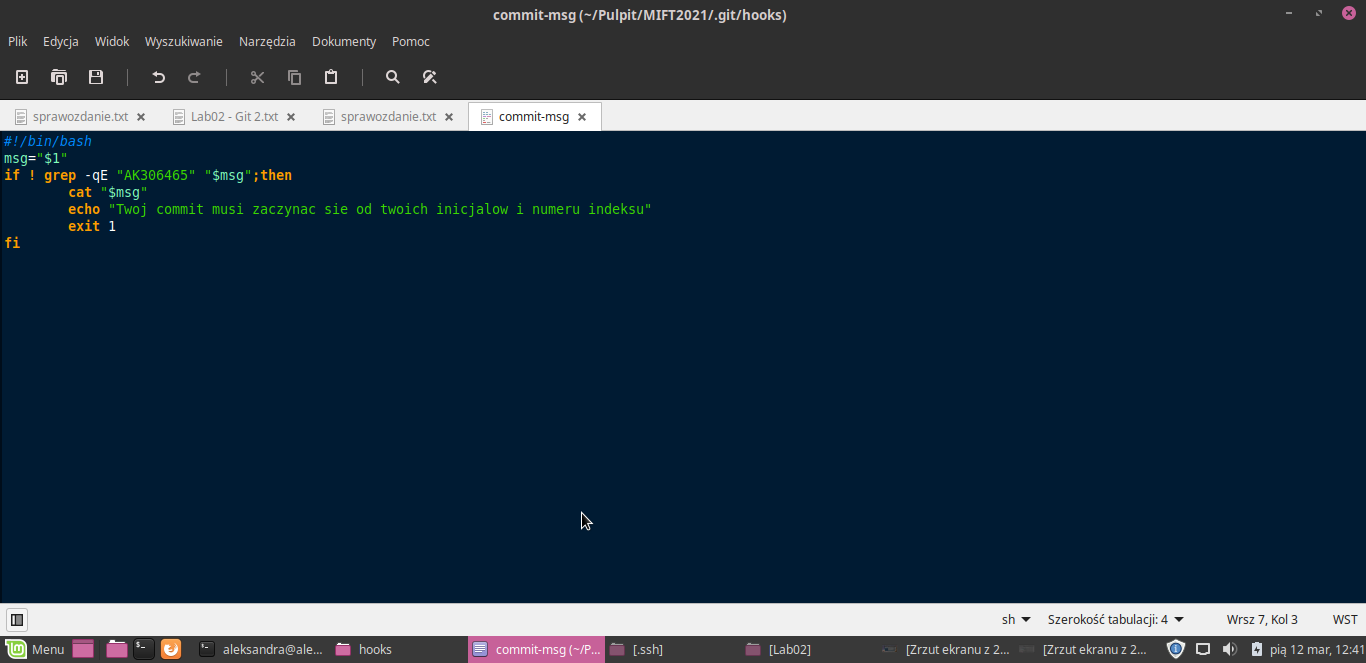 commit-msg (~/Pulpit/MIFT2021/.git/hooks)
Plik Edycja Widok Wyszukiwanie Narzędzia Dokumenty Pomoc
sprawozdanie.txt Lab02 - Git 2.txt sprawozdanie.txt commit-msg
#!/bin/bash
msg="$1"
if ! grep -qE "AK306465" "$msg";then
cat "$msg"
echo "Twoj commit musi zaczynac sie od twoich inicjalow i numeru indeksu"
exit 1
fi
sh Szerokość tabulacji: 4 Wrsz 7, Kol 3 WST
Menu aleksandra@ale... hooks commit-msg (~/P... [.ssh] [Lab02] [Zrzut ekranu z 2... [Zrzut ekranu z 2... pią 12 mar, 12:41